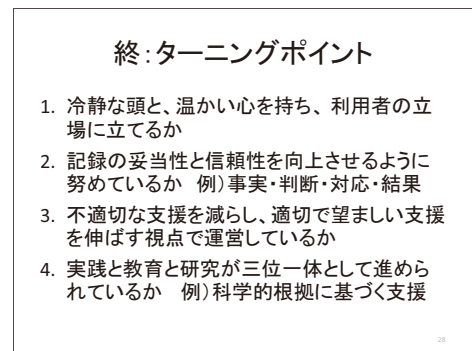 終：ターニングポイント
1. 冷静な頭と、温かい心を持ち、利用者の立
場に立てるか
2. 記録の妥当性と信頼性を向上させるように
努めているか　例）事実・判断・対応・結果
3. 不適切な支援を減らし、適切で望ましい支援
を伸ばす視点で運営しているか
4. 実践と教育と研究が三位一体として進めら
れているか　例）科学的根拠に基づく支援
28